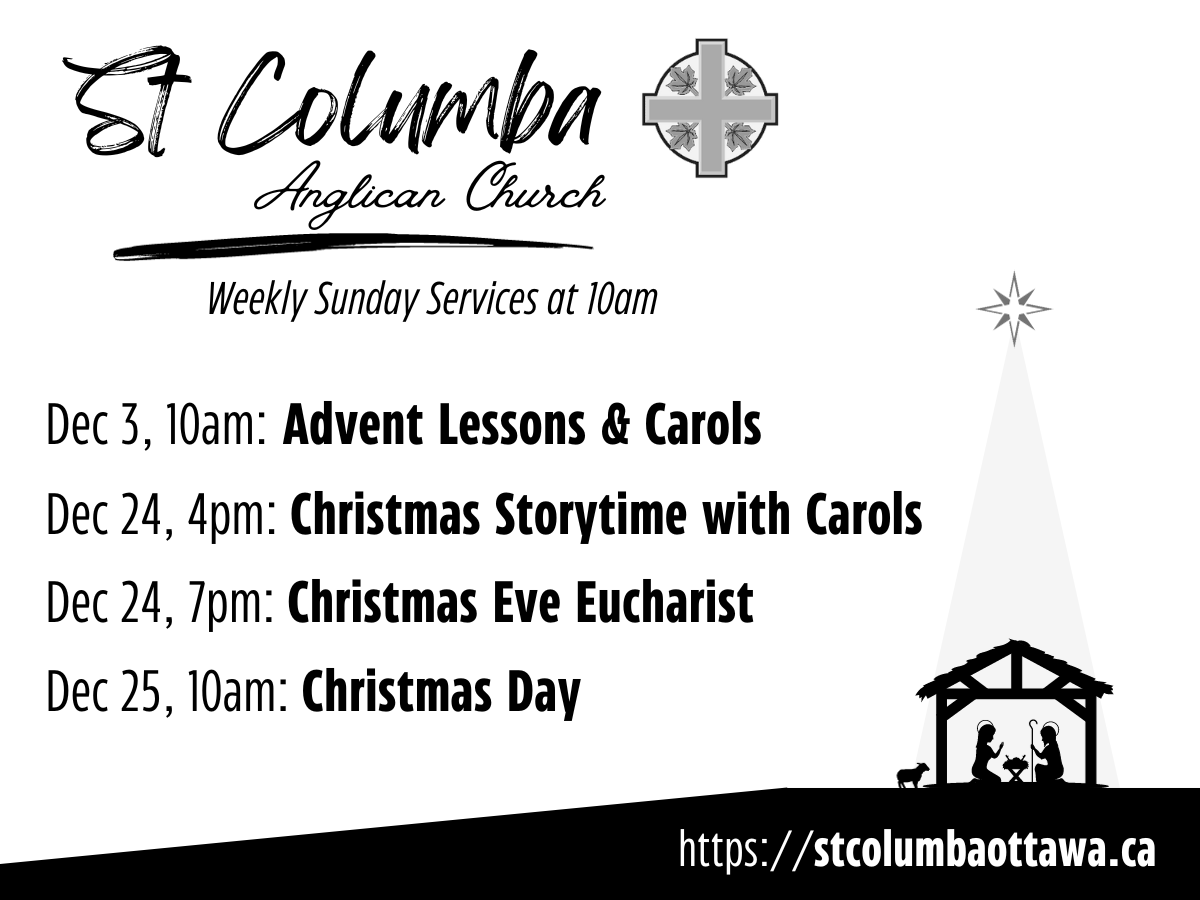 St Columba
Anglican Church
Weekly Sunday Services at 10am
Dec 3, 10am: Advent Lessons & Carols
Dec 24, 4pm: Christmas Storytime with Carols
Dec 24, 7pm: Christmas Eve Eucharist
Dec 25, 10am: Christmas Day
https://stcolumbaottawa.ca